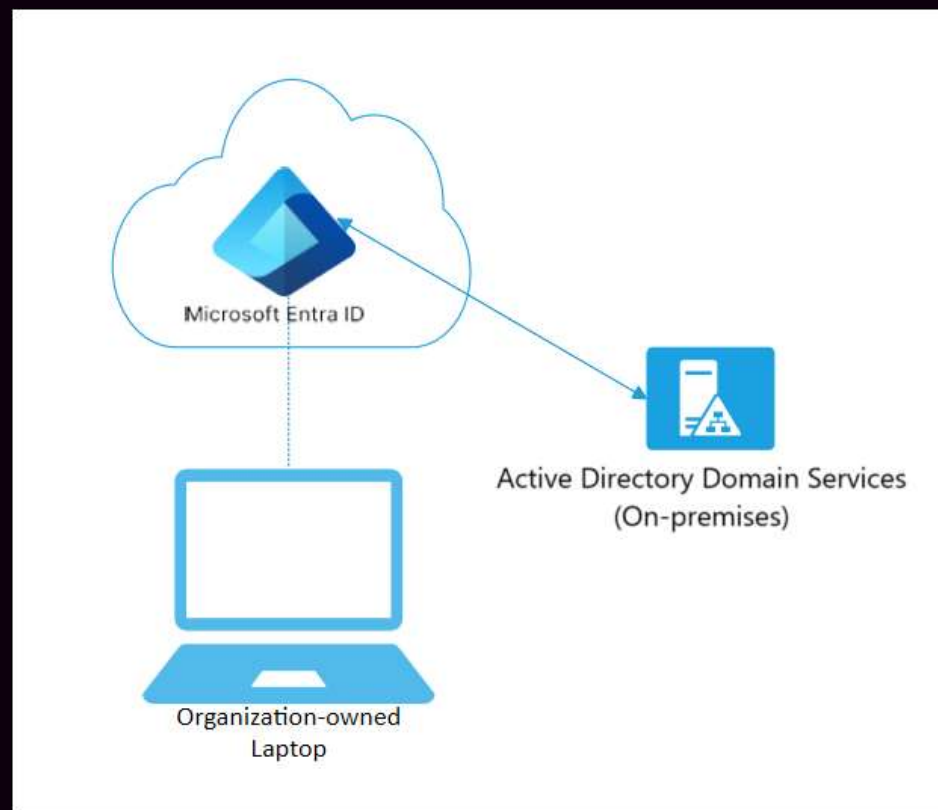 Microsoft Entra ID
Active Directory Domain Services
(On-premises)
Organization-owned
Laptop